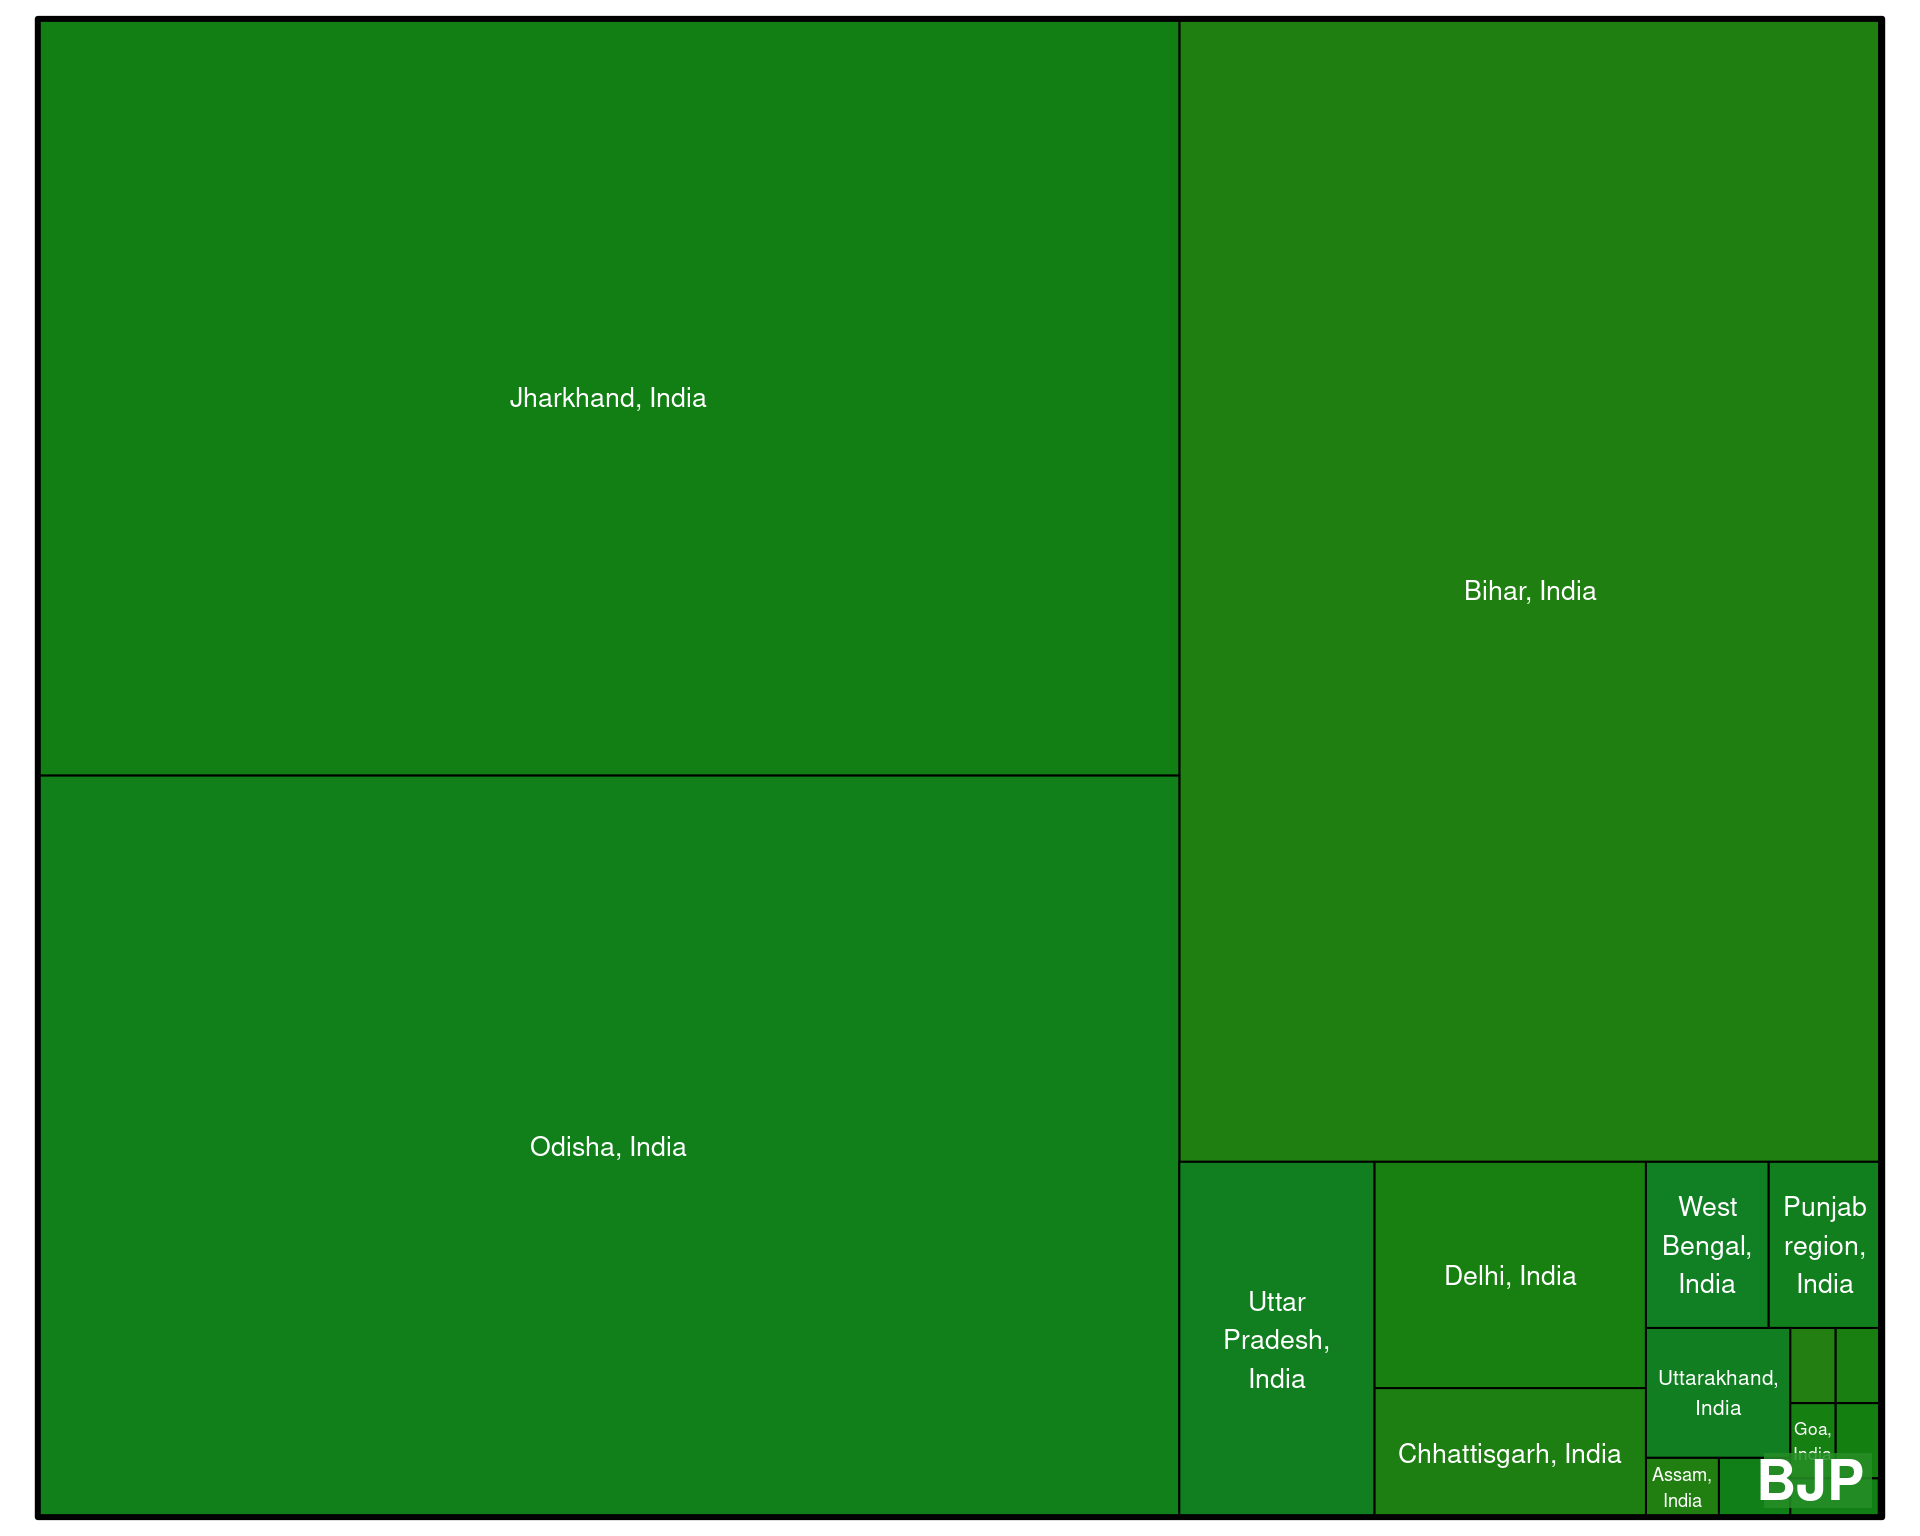 Jharkhand, India
Bihar, India
Odisha, India
Uttar
Pradesh,
India
Delhi, India
Chhattisgarh, India
West
Bengal,
India
Punjab
region,
India
Uttarakhand,
India
Goa,
India
Assam,
India
BJP